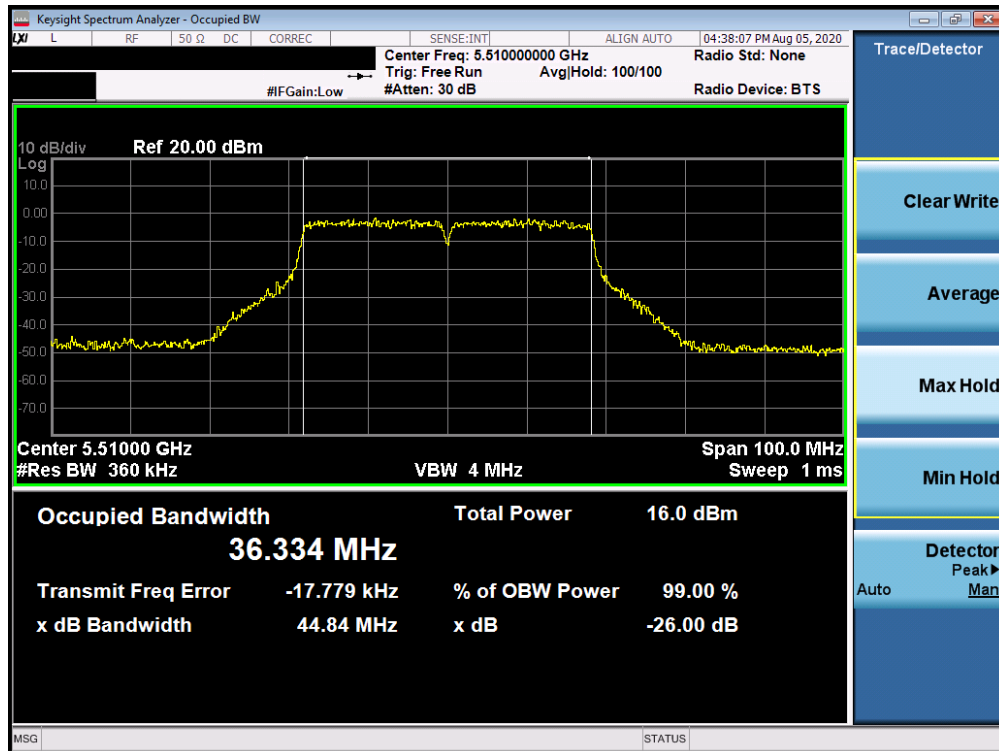 Keysight Spectrum Analyzer - Occupied BW
LXI L RF 50 Ω DC CORREC SENSE:INT ALIGN AUTO 04:38:07 PM Aug 05, 2020
Center Freq: 5.510000000 GHz Radio Std: None
Trig: Free Run Avg|Hold: 100/100
#IFGain:Low #Atten: 30 dB Radio Device: BTS
Trace/Detector
10 dB/div Ref 20.00 dBm
Log
10.0
0.00
-10.0
-20.0
-30.0
-40.0
-50.0
-60.0
-70.0
Center 5.51000 GHz Span 100.0 MHz
#Res BW 360 kHz VBW 4 MHz Sweep 1 ms
Occupied Bandwidth Total Power 16.0 dBm
36.334 MHz
Transmit Freq Error -17.779 kHz % of OBW Power 99.00 %
x dB Bandwidth 44.84 MHz x dB -26.00 dB
Clear Write
Average
Max Hold
Min Hold
Detector
Peak▶
Auto Man
MSG STATUS